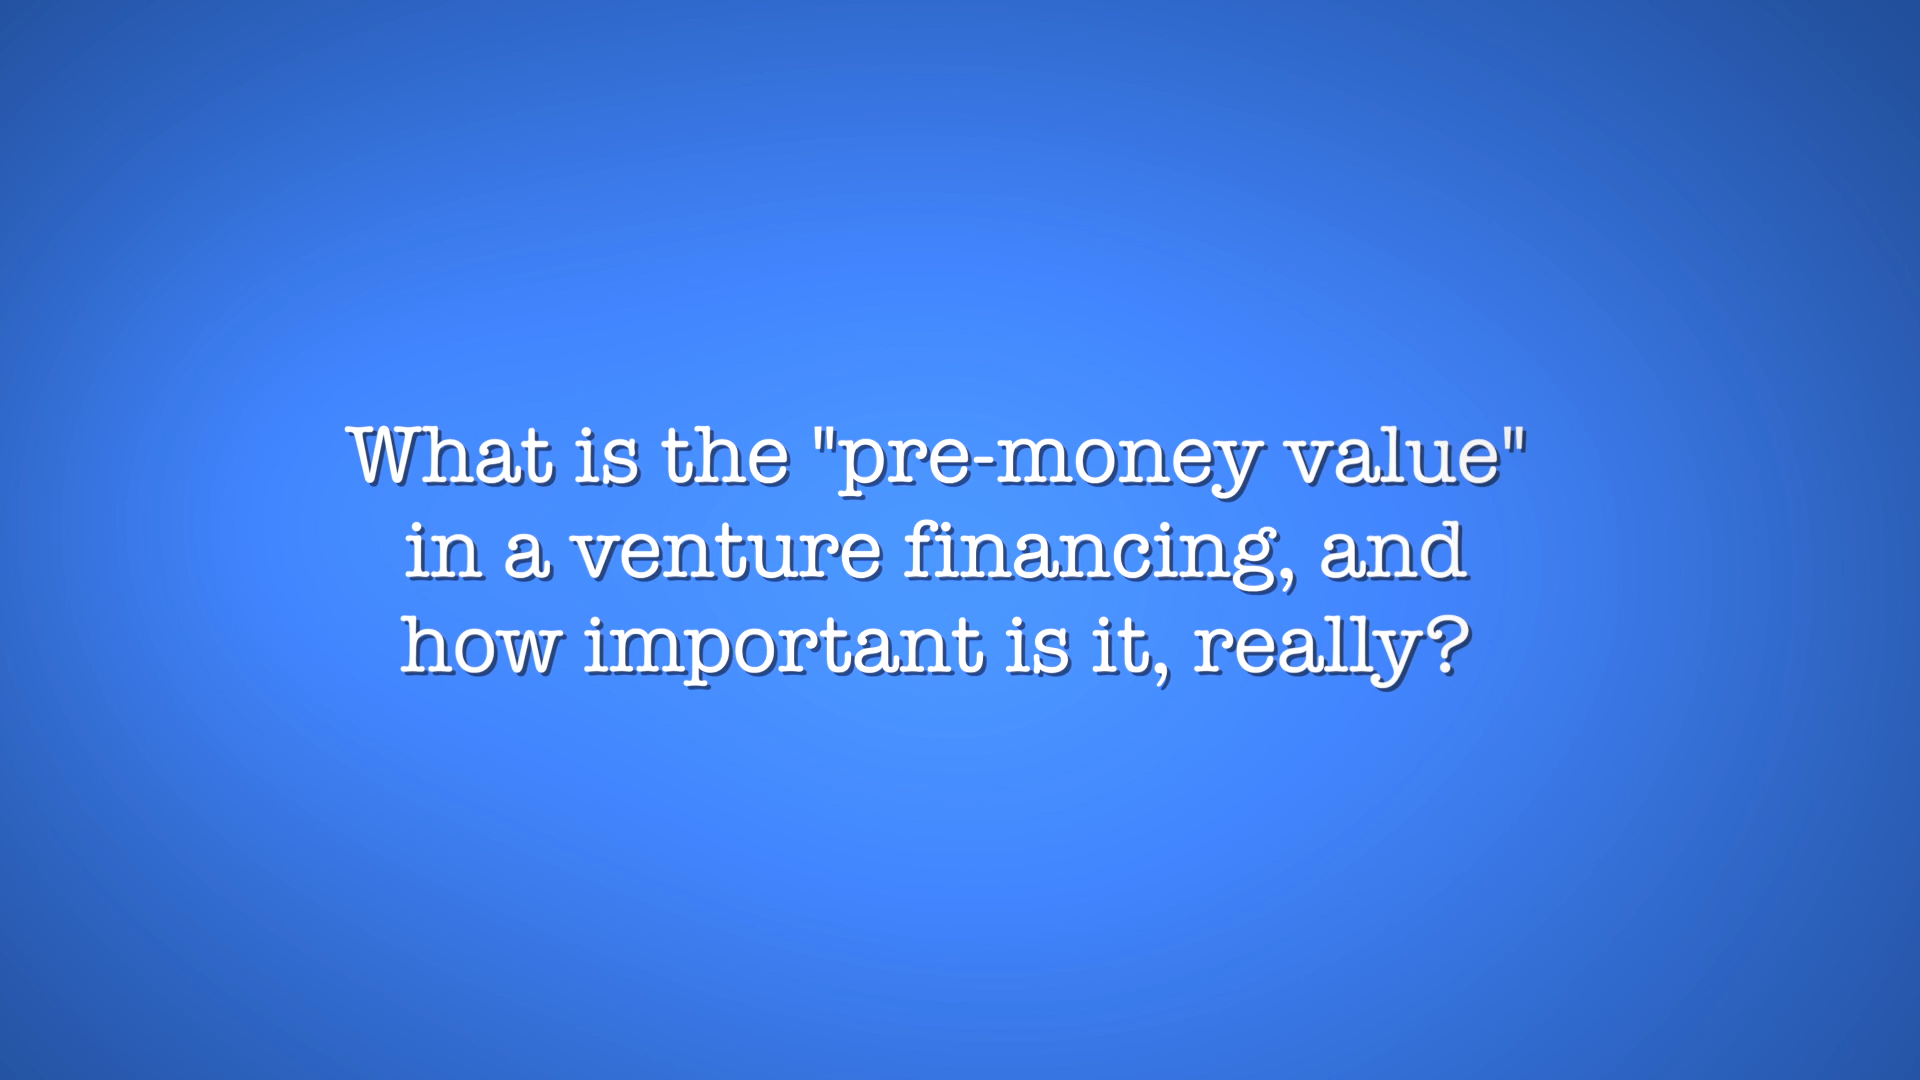 What is the "pre-money value"
in a venture financing, and
how important is it, really?